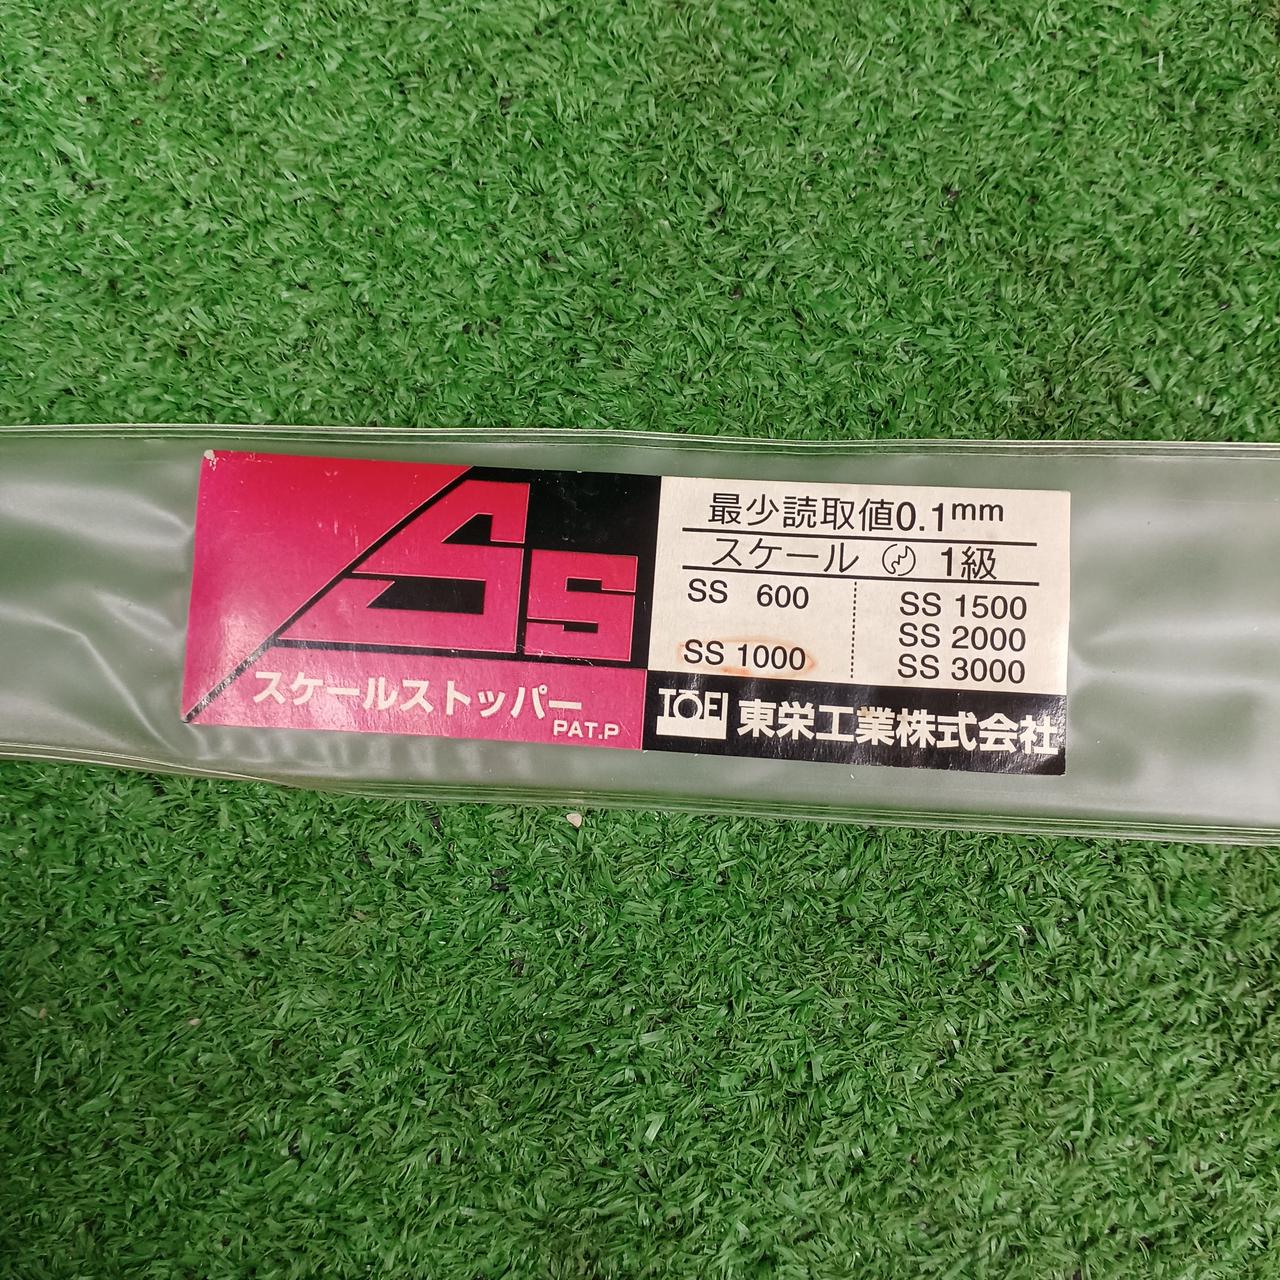 SS
スケールストッパー
PAT.P
最少読取値0.1mm
スケール 1級
SS 600
SS 1000
SS 1500
SS 2000
SS 3000
TOEI 東栄工業株式会社